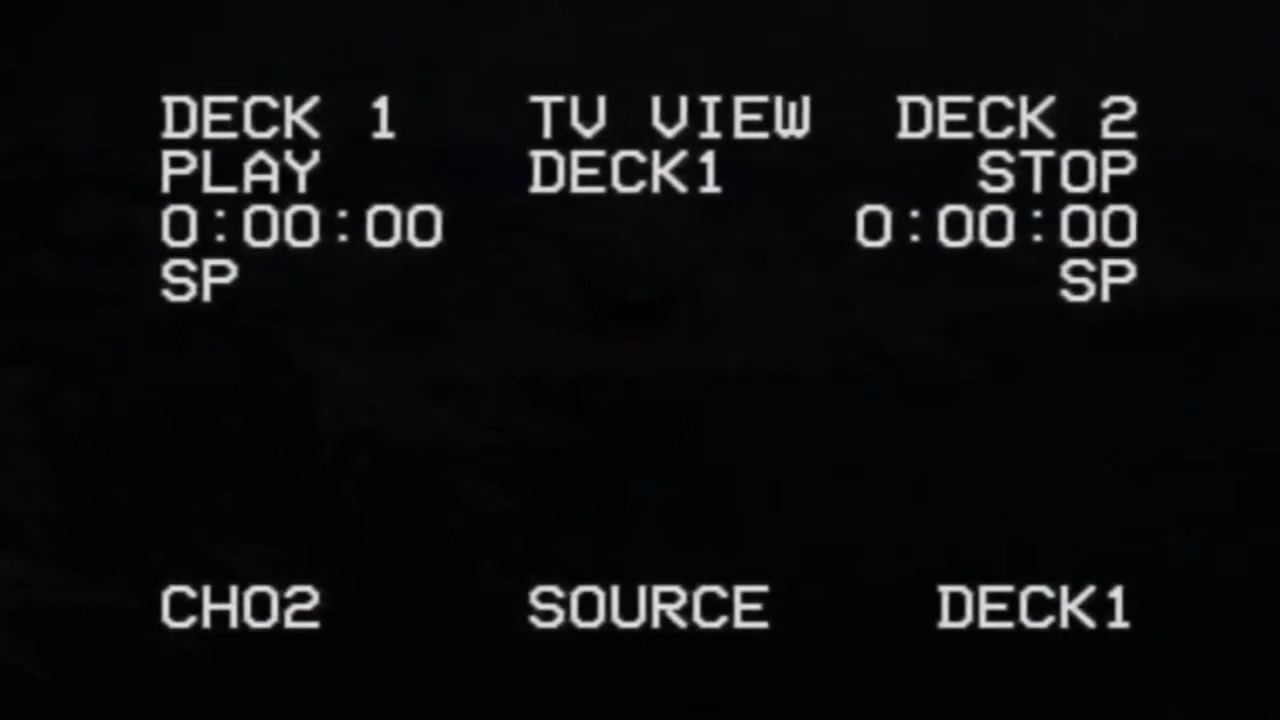 DECK 1 TV VIEW DECK 2
PLAY DECK1 STOP
0:00:00 0:00:00
SP SP
CH02 SOURCE DECK1